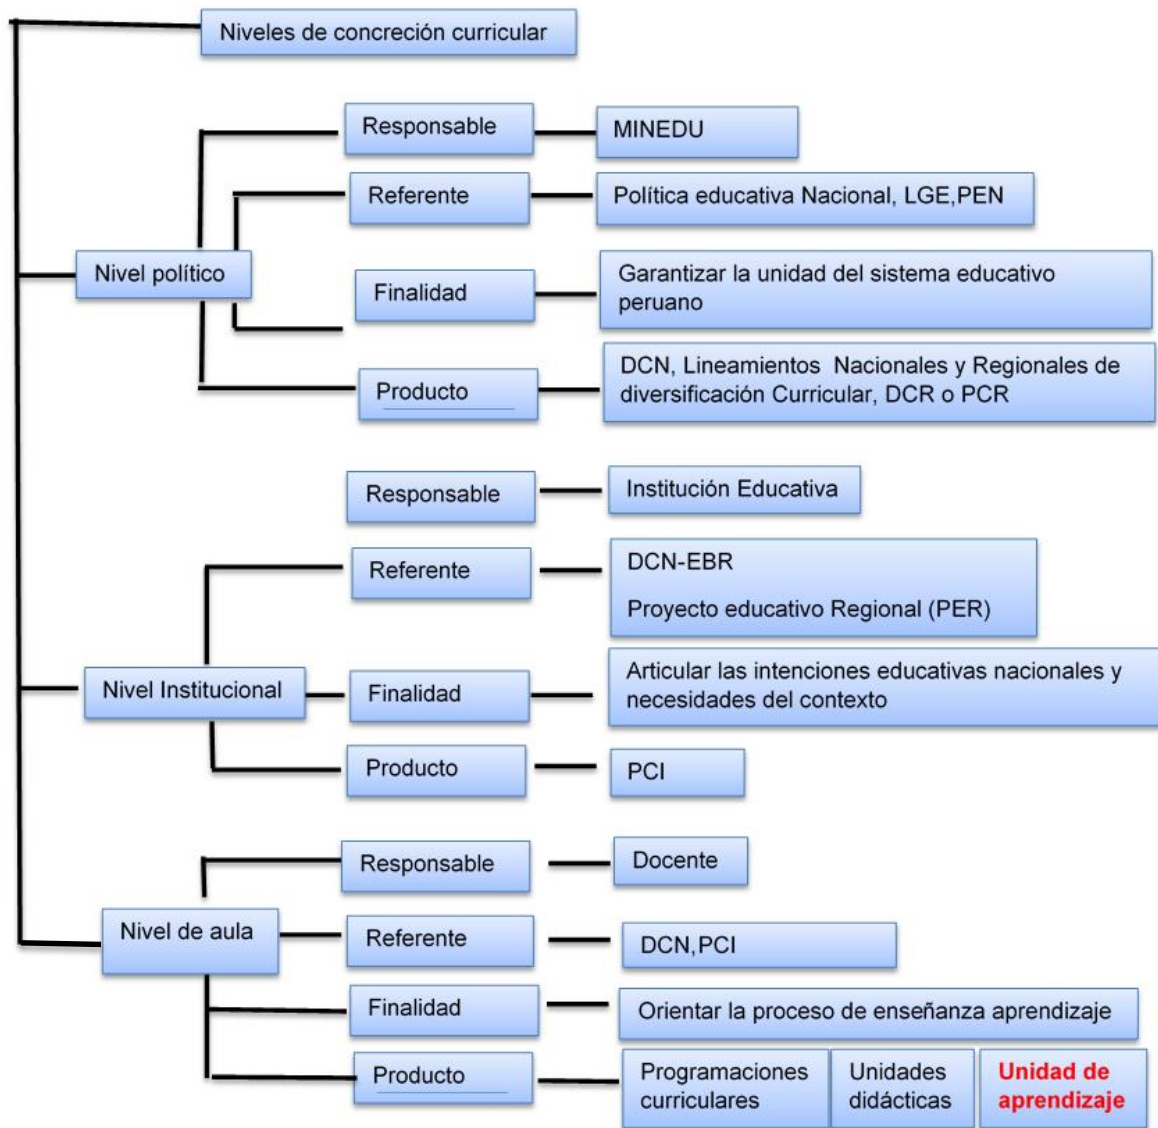 Niveles de concreción curricular
Responsable
MINEDU
Referente
Política educativa Nacional, LGE,PEN
Nivel político
Finalidad
Garantizar la unidad del sistema educativo
peruano
Producto
DCN, Lineamientos Nacionales y Regionales de
diversificación Curricular, DCR o PCR
Responsable
Institución Educativa
Referente
DCN-EBR
Proyecto educativo Regional (PER)
Nivel Institucional
Finalidad
Articular las intenciones educativas nacionales y
necesidades del contexto
Producto
PCI
Responsable
Docente
Nivel de aula
Referente
DCN,PCI
Finalidad
Orientar la proceso de enseñanza aprendizaje
Producto
Programaciones
curriculares
Unidades
didácticas
Unidad de
aprendizaje